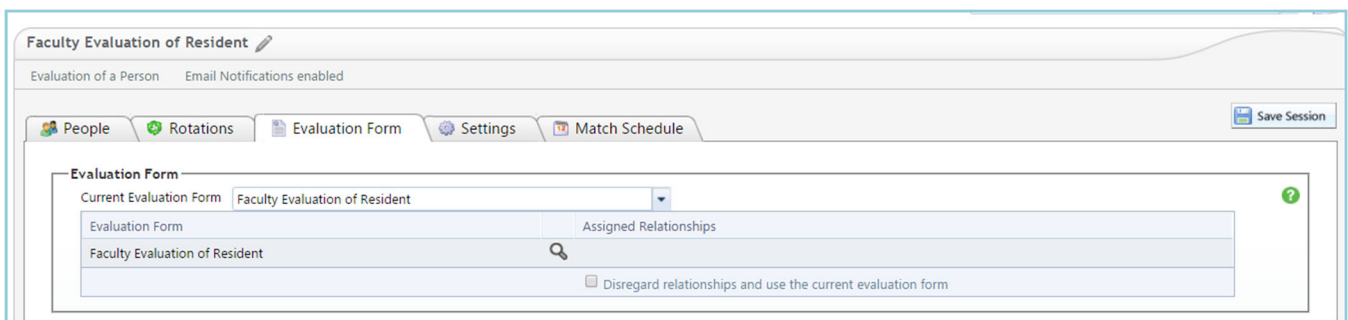 Faculty Evaluation of Resident
Evaluation of a Person Email Notifications enabled
People Rotations Evaluation Form Settings Match Schedule Save Session
Evaluation Form
Current Evaluation Form Faculty Evaluation of Resident
Evaluation Form Assigned Relationships
Faculty Evaluation of Resident
Disregard relationships and use the current evaluation form